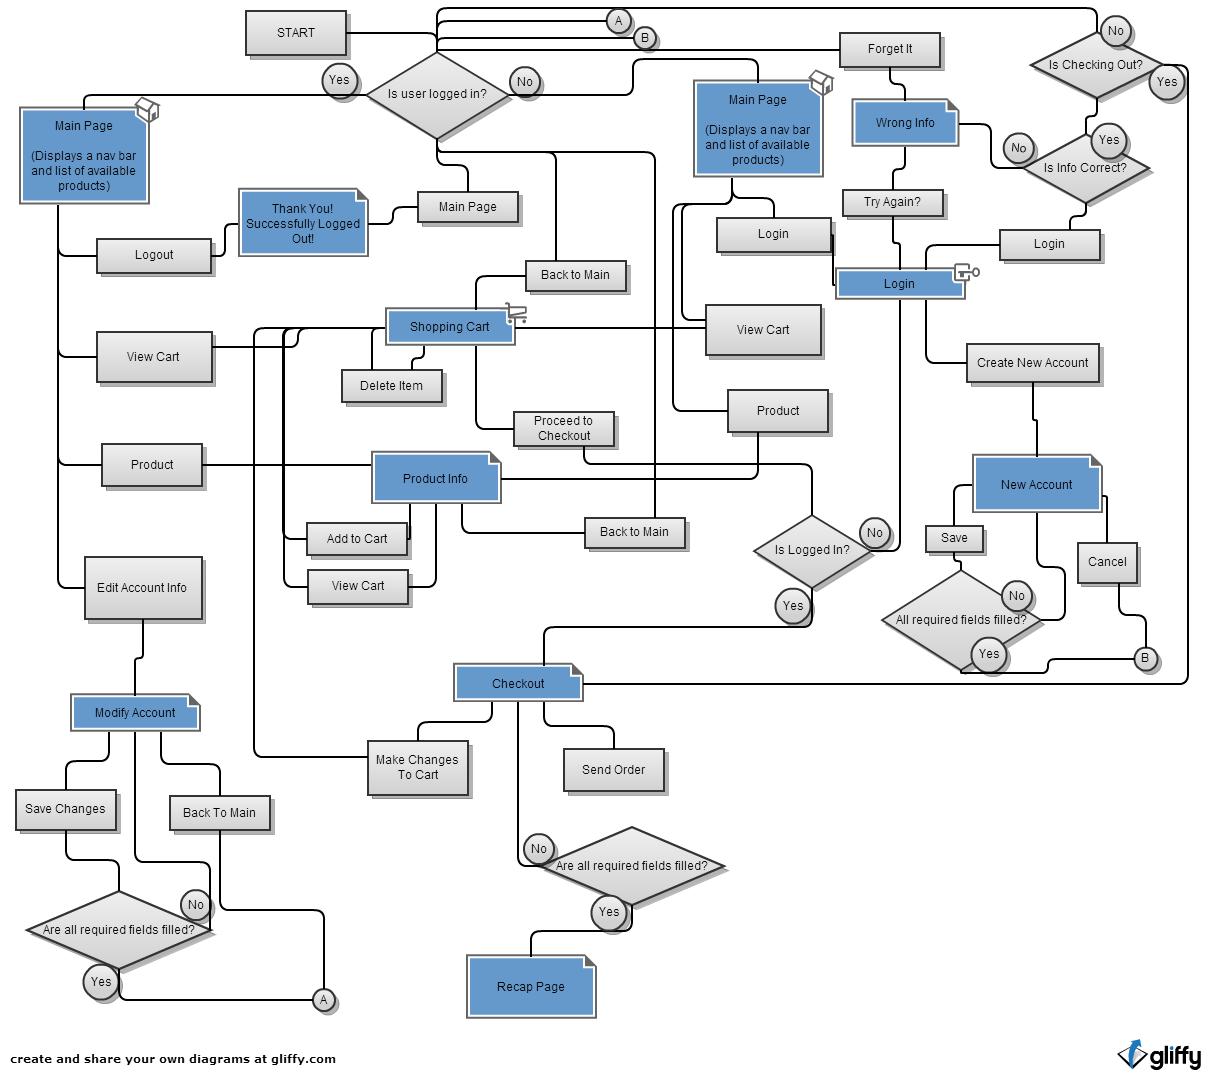 START
A
B
Forget It
No
Is Checking Out?
Yes
Yes
Is user logged in?
No
Main Page
(Displays a nav bar
and list of available
products)
Main Page
(Displays a nav bar
and list of available
products)
Wrong Info
No
Yes
Is Info Correct?
Thank You!
Successfully Logged
Out!
Main Page
Try Again?
Logout
Login
Login
Back to Main
Login
Shopping Cart
View Cart
View Cart
Delete Item
Create New Account
Proceed to
Checkout
Product
Product
Product Info
New Account
Add to Cart
Back to Main
Is Logged In?
No
Save
Cancel
Edit Account Info
View Cart
Yes
No
All required fields filled?
Yes
B
Checkout
Modify Account
Make Changes
To Cart
Send Order
Save Changes
Back To Main
No
Are all required fields filled?
No
Are all required fields filled?
Yes
Yes
A
Recap Page
create and share your own diagrams at gliffy.com
gliffy